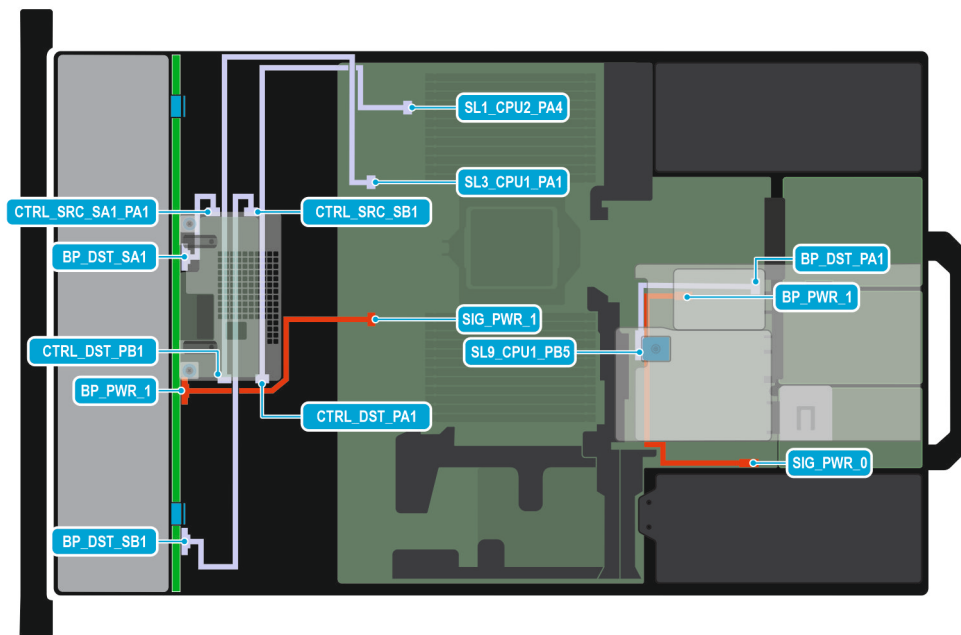 SL1_CPU2_PA4
SL3_CPU1_PA1
CTRL_SRC_SA1_PA1
CTRL_SRC_SB1
BP_DST_SA1
BP_DST_PA1
BP_PWR_1
SIG_PWR_1
CTRL_DST_PB1
SL9_CPU1_PB5
BP_PWR_1
CTRL_DST_PA1
SIG_PWR_0
BP_DST_SB1